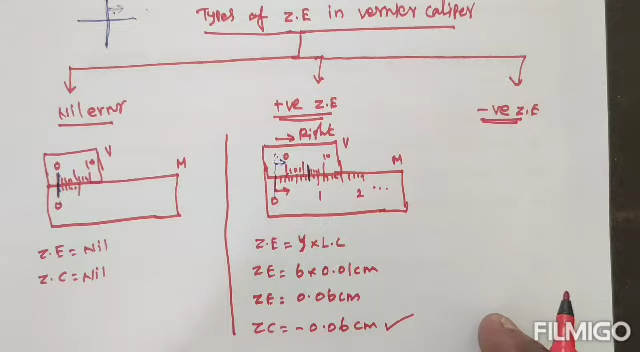 Types of Z.E in vernier caliper
Nil error
+ve Z.E
-ve Z.E
Right
0 10 V
M
0
Z.E = Nil
Z.C = Nil
0 10 V
M
0 1 2 ...
Z.E = y x L.C
ZE = 6 x 0.01cm
ZE = 0.06cm
ZC = -0.06cm ✓
FILMIGO